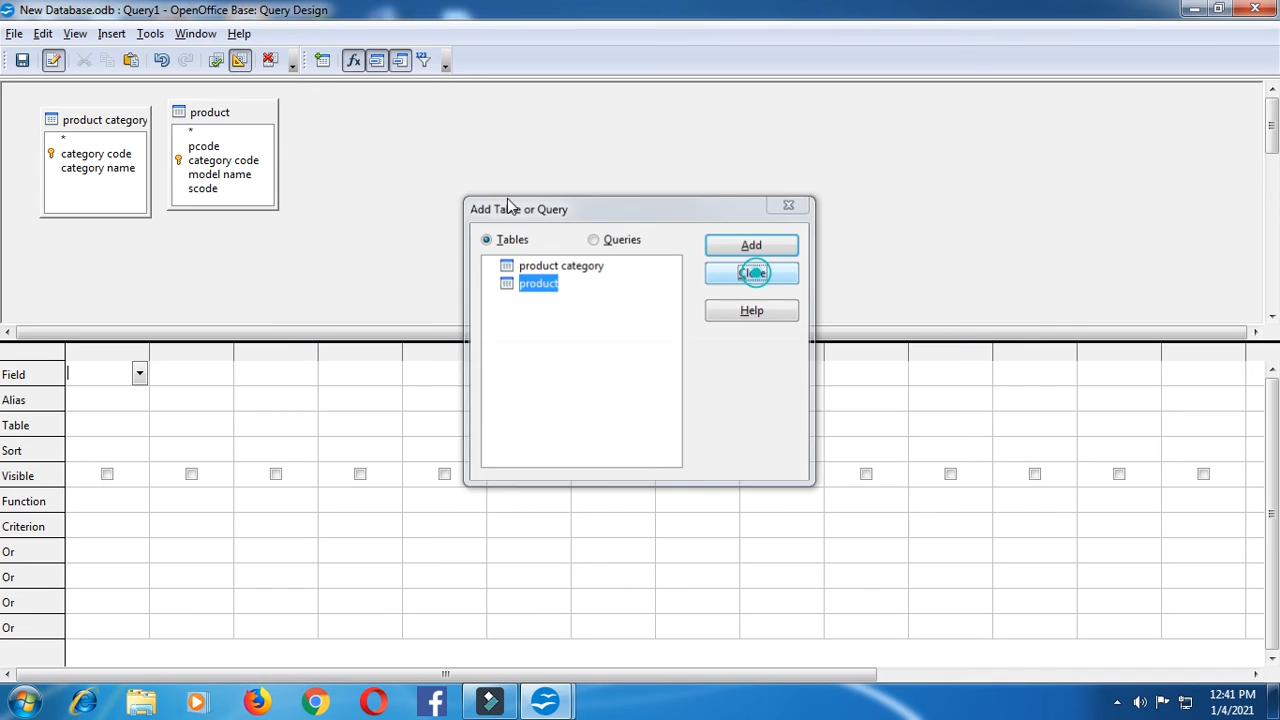 New Database.odb : Query1 - OpenOffice Base: Query Design
File Edit View Insert Tools Window Help
123
product category
*
category code
category name
product
*
pcode
category code
model name
scode
Add Table or Query
Tables Queries
product category
product
Add
Close
Help
Field
Alias
Table
Sort
Visible
Function
Criterion
Or
Or
Or
Or
12:41 PM
1/4/2021